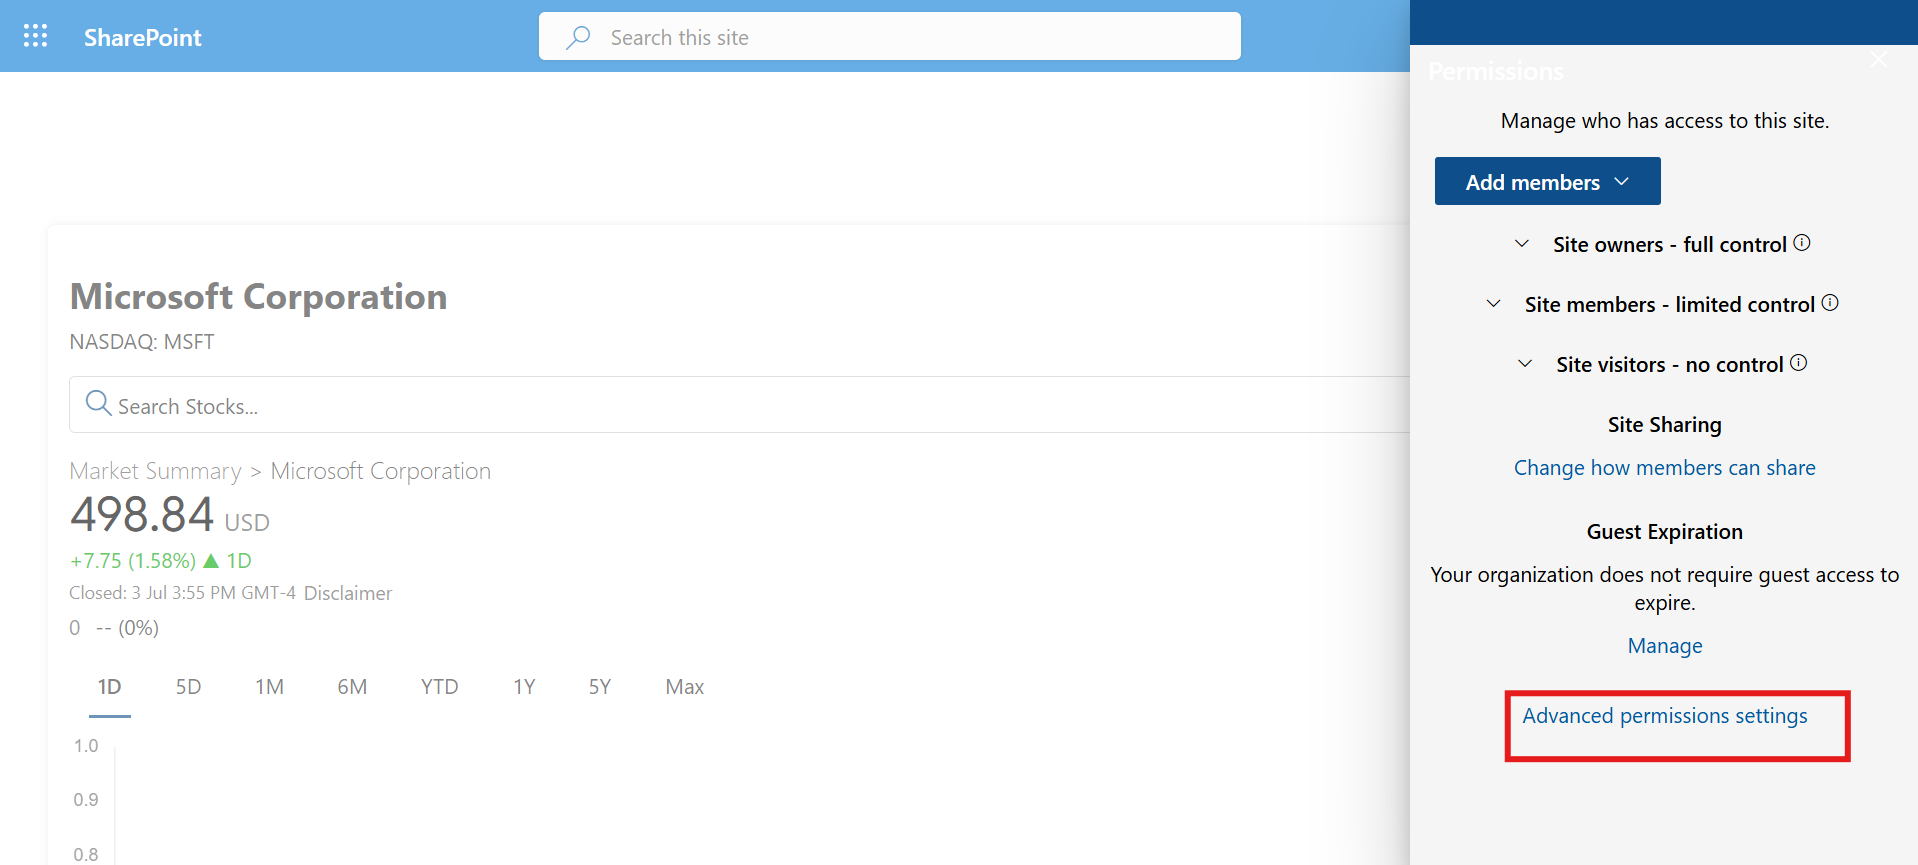 SharePoint
Search this site
Permissions
Manage who has access to this site.
Add members
Site owners - full control
Site members - limited control
Site visitors - no control
Site Sharing
Change how members can share
Guest Expiration
Your organization does not require guest access to
expire.
Manage
Advanced permissions settings
Microsoft Corporation
NASDAQ: MSFT
Search Stocks...
Market Summary > Microsoft Corporation
498.84 USD
+7.75 (1.58%) ▲ 1D
Closed: 3 Jul 3:55 PM GMT-4 Disclaimer
0 -- (0%)
1D 5D 1M 6M YTD 1Y 5Y Max
1.0
0.9
0.8